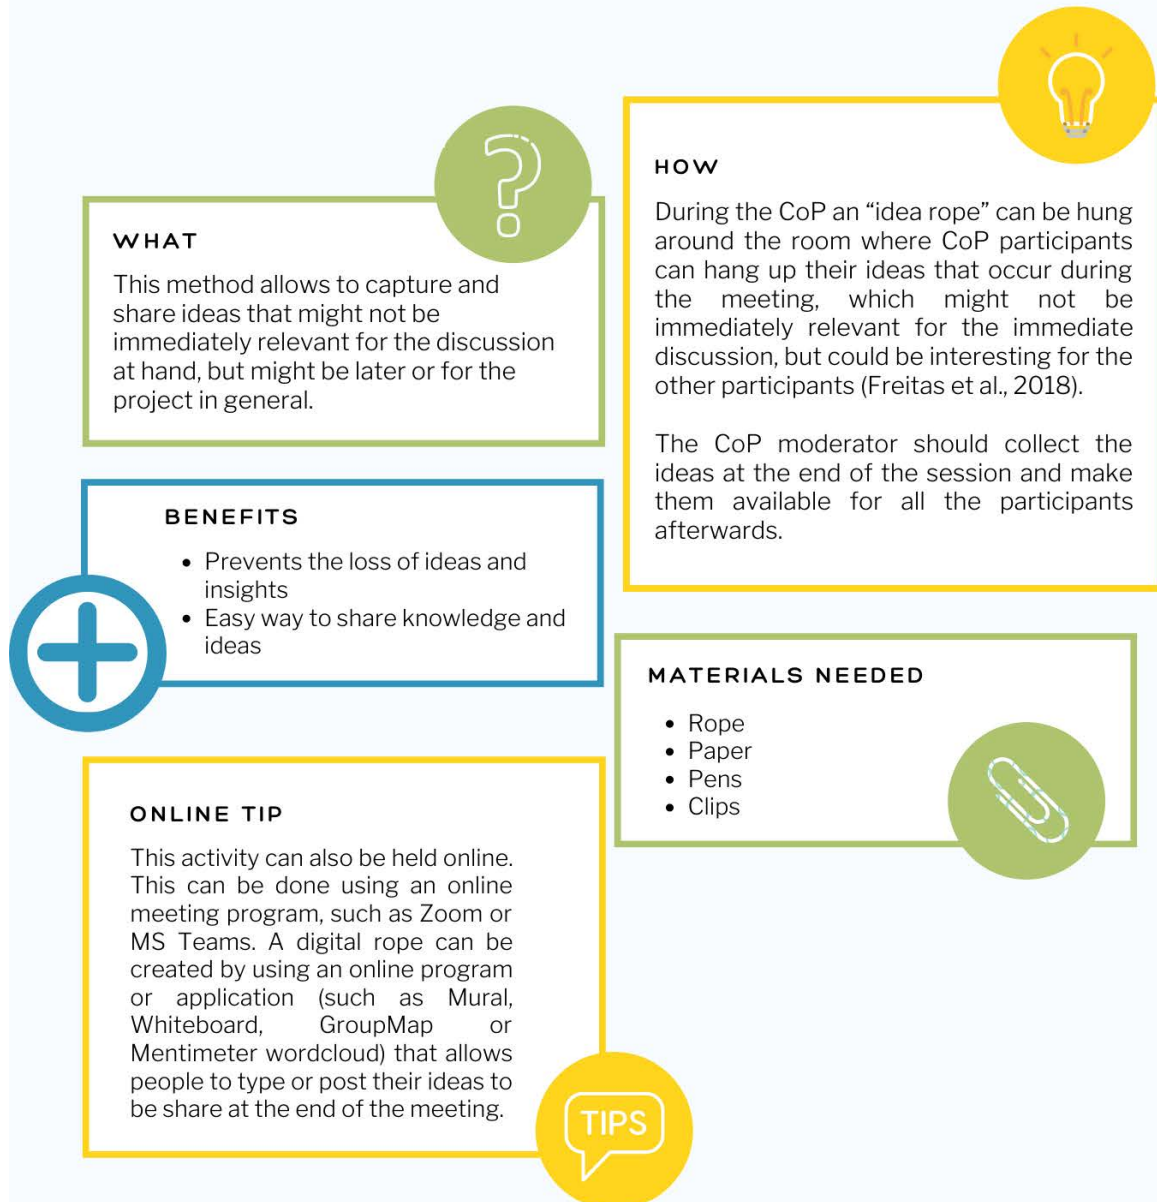 WHAT
This method allows to capture and
share ideas that might not be
immediately relevant for the discussion
at hand, but might be later or for the
project in general.
HOW
During the CoP an “idea rope” can be hung
around the room where CoP participants
can hang up their ideas that occur during
the meeting, which might not be
immediately relevant for the immediate
discussion, but could be interesting for the
other participants (Freitas et al., 2018).
The CoP moderator should collect the
ideas at the end of the session and make
them available for all the participants
afterwards.
BENEFITS
• Prevents the loss of ideas and
insights
• Easy way to share knowledge and
ideas
MATERIALS NEEDED
• Rope
• Paper
• Pens
• Clips
ONLINE TIP
This activity can also be held online.
This can be done using an online
meeting program, such as Zoom or
MS Teams. A digital rope can be
created by using an online program
or application (such as Mural,
Whiteboard, GroupMap or
Mentimeter wordcloud) that allows
people to type or post their ideas to
be share at the end of the meeting.
TIPS